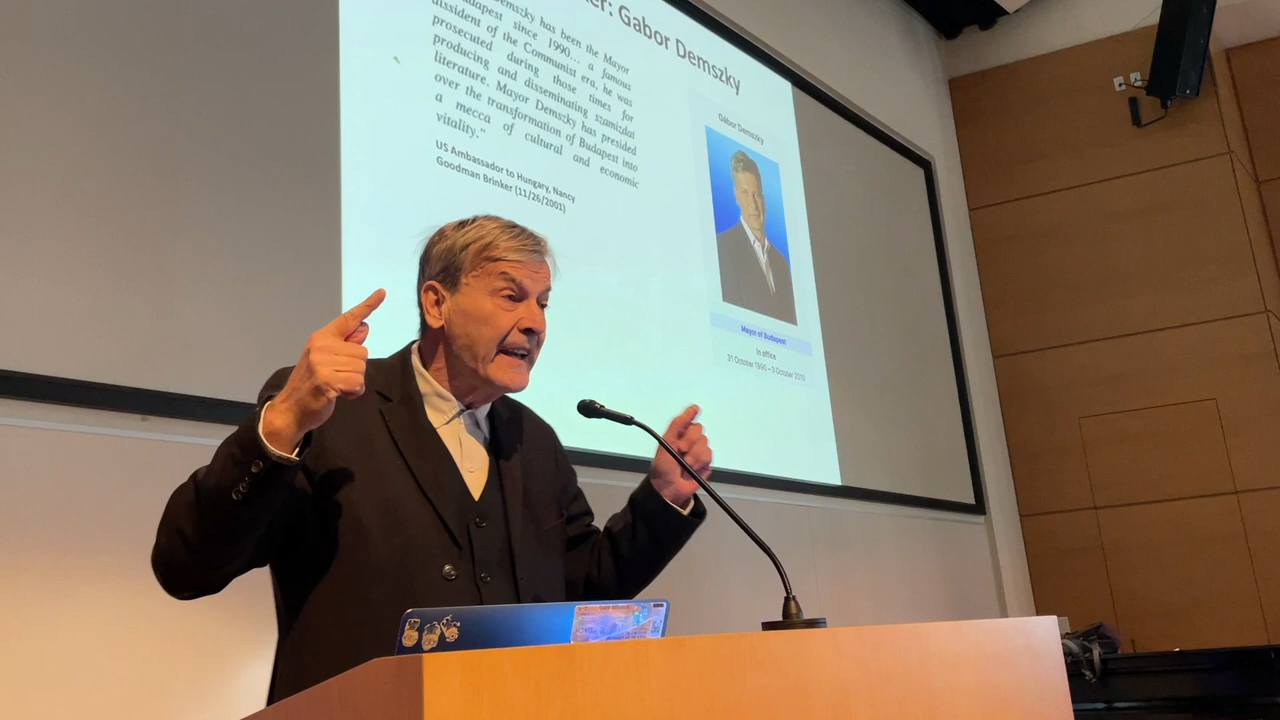 er: Gabor Demszky
Demszky has been the Mayor
dapest since 1990... a famous
dissident of the Communist era, he was
prosecuted during those times for
producing and disseminating szamizdat
literature. Mayor Demszky has presided
over the transformation of Budapest into
a mecca of cultural and economic
vitality."
US Ambassador to Hungary, Nancy
Goodman Brinker (11/26/2001)
Gábor Demszky
Mayor of Budapest
In office
31 October 1990 – 3 October 2010